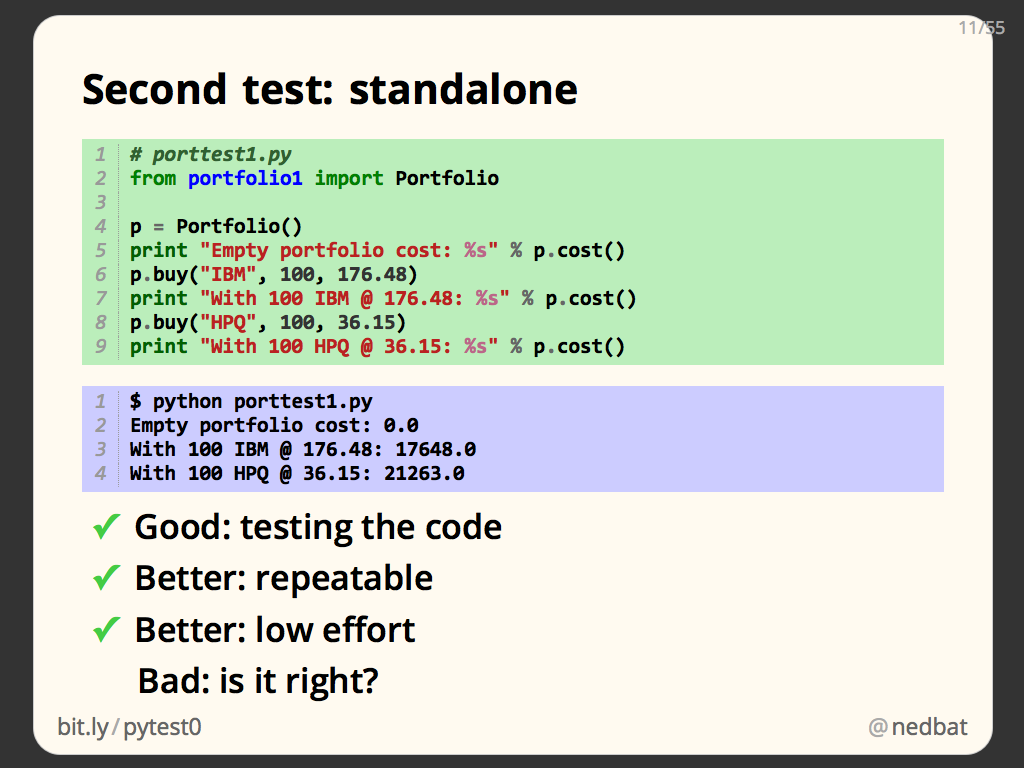 11/55
Second test: standalone
1 # porttest1.py
2 from portfolio1 import Portfolio
3
4 p = Portfolio()
5 print "Empty portfolio cost: %s" % p.cost()
6 p.buy("IBM", 100, 176.48)
7 print "With 100 IBM @ 176.48: %s" % p.cost()
8 p.buy("HPQ", 100, 36.15)
9 print "With 100 HPQ @ 36.15: %s" % p.cost()
1 $ python porttest1.py
2 Empty portfolio cost: 0.0
3 With 100 IBM @ 176.48: 17648.0
4 With 100 HPQ @ 36.15: 21263.0
✓ Good: testing the code
✓ Better: repeatable
✓ Better: low effort
Bad: is it right?
bit.ly/pytest0
@nedbat